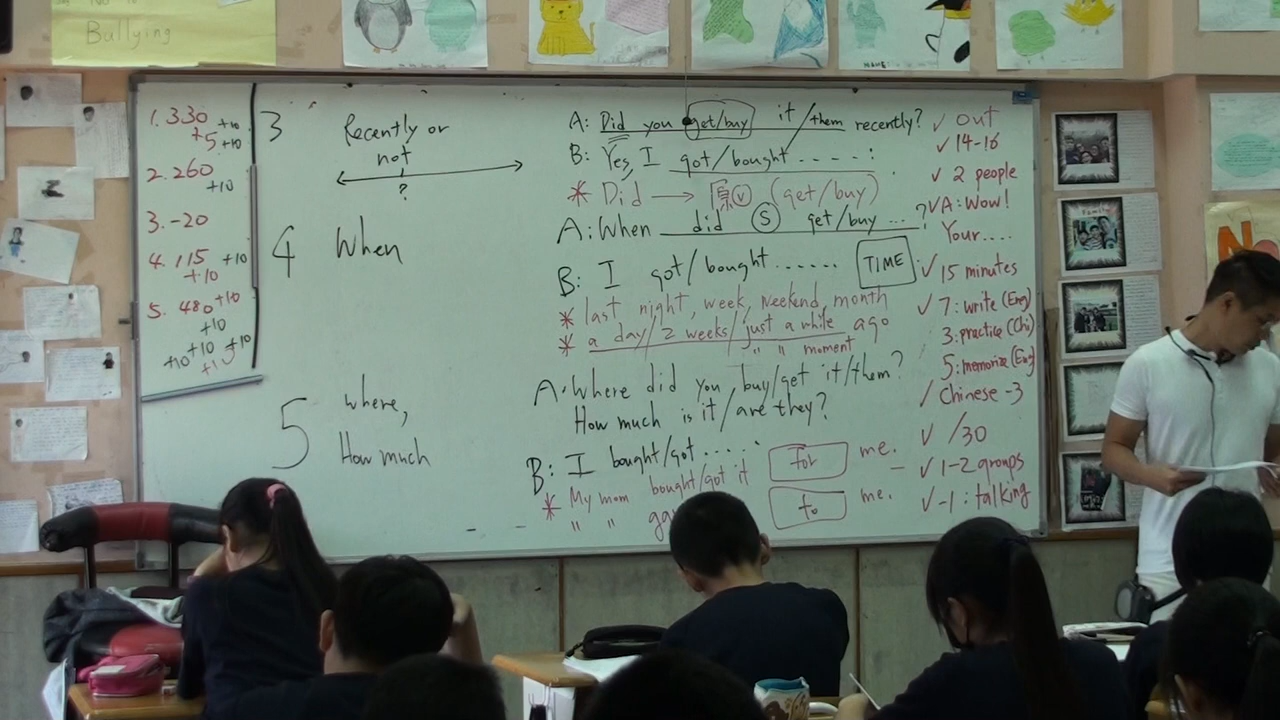 Bullying
1. 330 +10
+5 +10
2. 260
+10
3. -20
4. 115 +10
+10
5. 480 +10
+10
+10 +10 +10
+15
3 Recently or
not
?
4 When
5 where,
How much
A: Did you get/buy it/them recently?
B: Yes, I got/bought . . . . :
* Did → 原Ⓥ (get/buy)
A: When did Ⓢ get/buy ... ?
B: I got/bought ...... TIME
* last night, week, weekend, month
* a day/2 weeks/just a while ago
" " moment
A: Where did you buy/get it/them?
How much is it/are they?
B: I bought/got .... for me.
* My mom bought/got it
" " to me.
✓ out
✓ 14-16
✓ 2 people
✓ A: Wow!
Your....
✓ 15 minutes
✓ 7: write (Eng)
3: practice (Chi)
5: memorize (Eng)
/ Chinese -3
✓ /30
– ✓ 1-2 groups
✓ -1: talking
Family